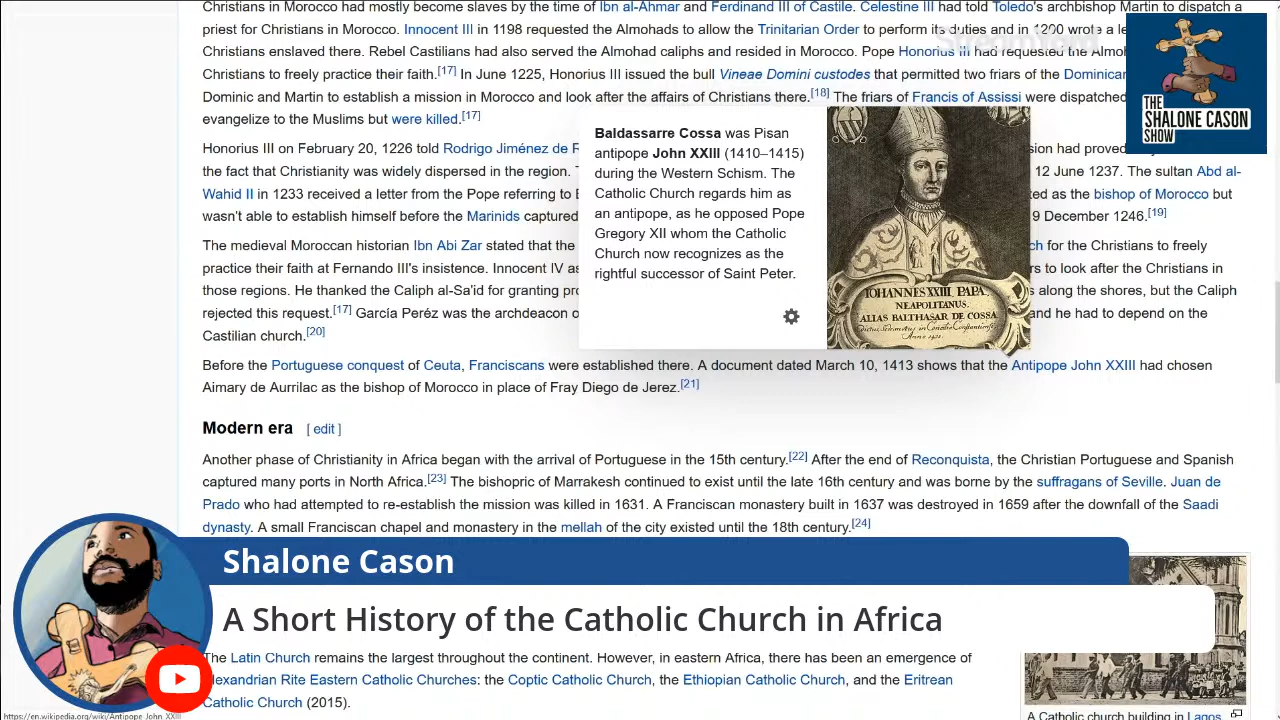 Christians in Morocco had mostly become slaves by the time of Ibn al-Ahmar and Ferdinand III of Castile. Celestine III had told Toledo's archbishop Martin to dispatch a
priest for Christians in Morocco. Innocent III in 1198 requested the Almohads to allow the Trinitarian Order to perform its duties and in 1200 wrote a le
Christians enslaved there. Rebel Castilians had also served the Almohad caliphs and resided in Morocco. Pope Honorius III had requested the Almoh
Christians to freely practice their faith.[17] In June 1225, Honorius III issued the bull Vineae Domini custodes that permitted two friars of the Dominican
Dominic and Martin to establish a mission in Morocco and look after the affairs of Christians there.[18] The friars of Francis of Assissi were dispatched
evangelize to the Muslims but were killed.[17]
THE
SHALONE CASON
SHOW
Honorius III on February 20, 1226 told Rodrigo Jiménez de R
sion had proved
the fact that Christianity was widely dispersed in the region.
12 June 1237. The sultan Abd al-
Wahid II in 1233 received a letter from the Pope referring to
ted as the bishop of Morocco but
wasn't able to establish himself before the Marinids captured
9 December 1246.[19]
Baldassarre Cossa was Pisan
antipope John XXIII (1410–1415)
during the Western Schism. The
Catholic Church regards him as
an antipope, as he opposed Pope
Gregory XII whom the Catholic
Church now recognizes as the
rightful successor of Saint Peter.
IOHANNES XXIII PAPA
NEAPOLITANUS.
ALIAS BALTHASAR DE COSSA
The medieval Moroccan historian Ibn Abi Zar stated that the
ch for the Christians to freely
practice their faith at Fernando III's insistence. Innocent IV as
rs to look after the Christians in
those regions. He thanked the Caliph al-Sa'id for granting pro
along the shores, but the Caliph
rejected this request.[17] García Peréz was the archdeacon o
and he had to depend on the
Castilian church.[20]
Before the Portuguese conquest of Ceuta, Franciscans were established there. A document dated March 10, 1413 shows that the Antipope John XXIII had chosen
Aimary de Aurrilac as the bishop of Morocco in place of Fray Diego de Jerez.[21]
Modern era [ edit ]
Another phase of Christianity in Africa began with the arrival of Portuguese in the 15th century.[22] After the end of Reconquista, the Christian Portuguese and Spanish
captured many ports in North Africa.[23] The bishopric of Marrakesh continued to exist until the late 16th century and was borne by the suffragans of Seville. Juan de
Prado who had attempted to re-establish the mission was killed in 1631. A Franciscan monastery built in 1637 was destroyed in 1659 after the downfall of the Saadi
dynasty. A small Franciscan chapel and monastery in the mellah of the city existed until the 18th century.[24]
Shalone Cason
A Short History of the Catholic Church in Africa
The Latin Church remains the largest throughout the continent. However, in eastern Africa, there has been an emergence of
lexandrian Rite Eastern Catholic Churches: the Coptic Catholic Church, the Ethiopian Catholic Church, and the Eritrean
Catholic Church (2015).
A Catholic church building in Lagos
https://en.wikipedia.org/wiki/Antipope_John_XXIII